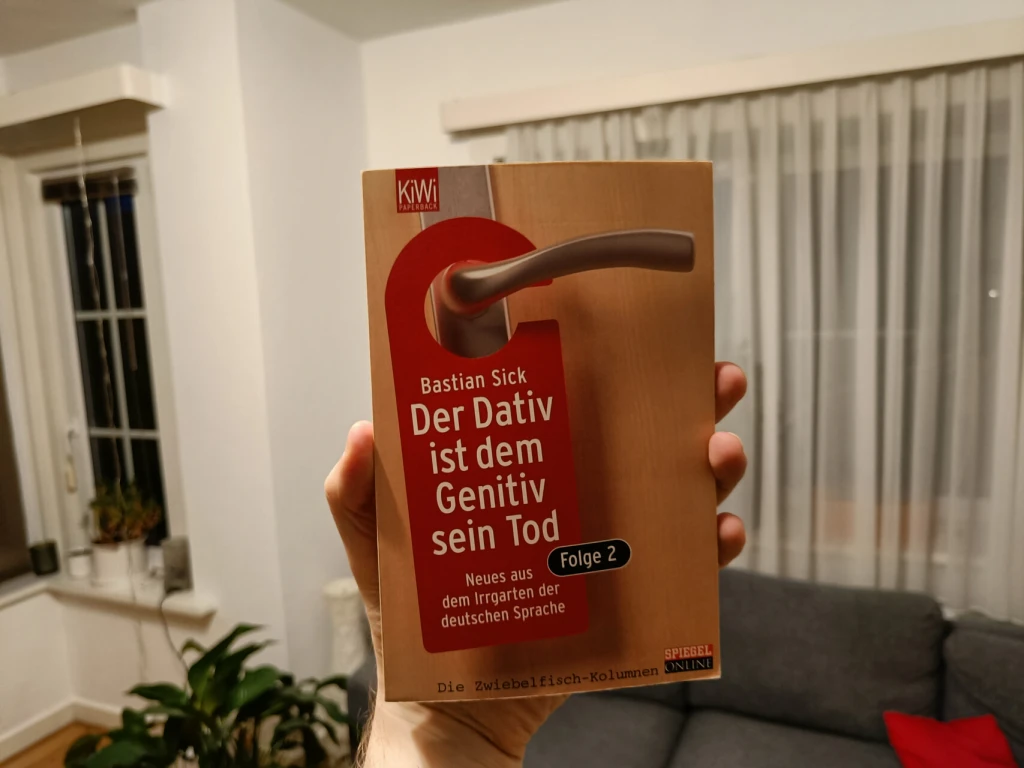 KiWi
PAPERBACK
Bastian Sick
Der Dativ
ist dem
Genitiv
sein Tod
Folge 2
Neues aus
dem Irrgarten der
deutschen Sprache
Die Zwiebelfisch-Kolumnen
SPIEGEL
ONLINE